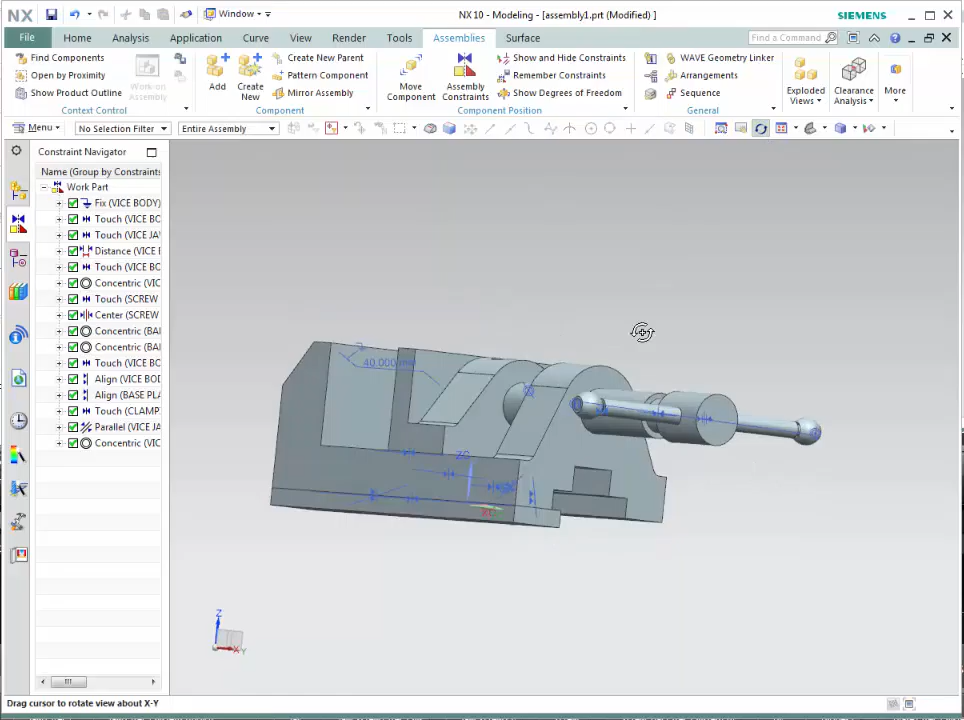 NX Window NX 10 - Modeling - [assembly1.prt (Modified) ] SIEMENS
File Home Analysis Application Curve View Render Tools Assemblies Surface Find a Command
Find Components
Open by Proximity
Show Product Outline
Work on Assembly
Context Control
Add
Create New
Create New Parent
Pattern Component
Mirror Assembly
Component
Move Component
Assembly Constraints
Show and Hide Constraints
Remember Constraints
Show Degrees of Freedom
Component Position
WAVE Geometry Linker
Arrangements
Sequence
General
Exploded Views
Clearance Analysis
More
Menu No Selection Filter Entire Assembly
Constraint Navigator
Name (Group by Constraints
Work Part
Fix (VICE BODY)
Touch (VICE BO
Touch (VICE JA
Distance (VICE
Touch (VICE BC
Concentric (VIC
Touch (SCREW
Center (SCREW
Concentric (BA
Concentric (BA
Touch (VICE BC
Align (VICE BOD
Align (BASE PLA
Touch (CLAMP
Parallel (VICE JA
Concentric (VIC
40.000
ZC
XC
Z
X
Y
Drag cursor to rotate view about X-Y